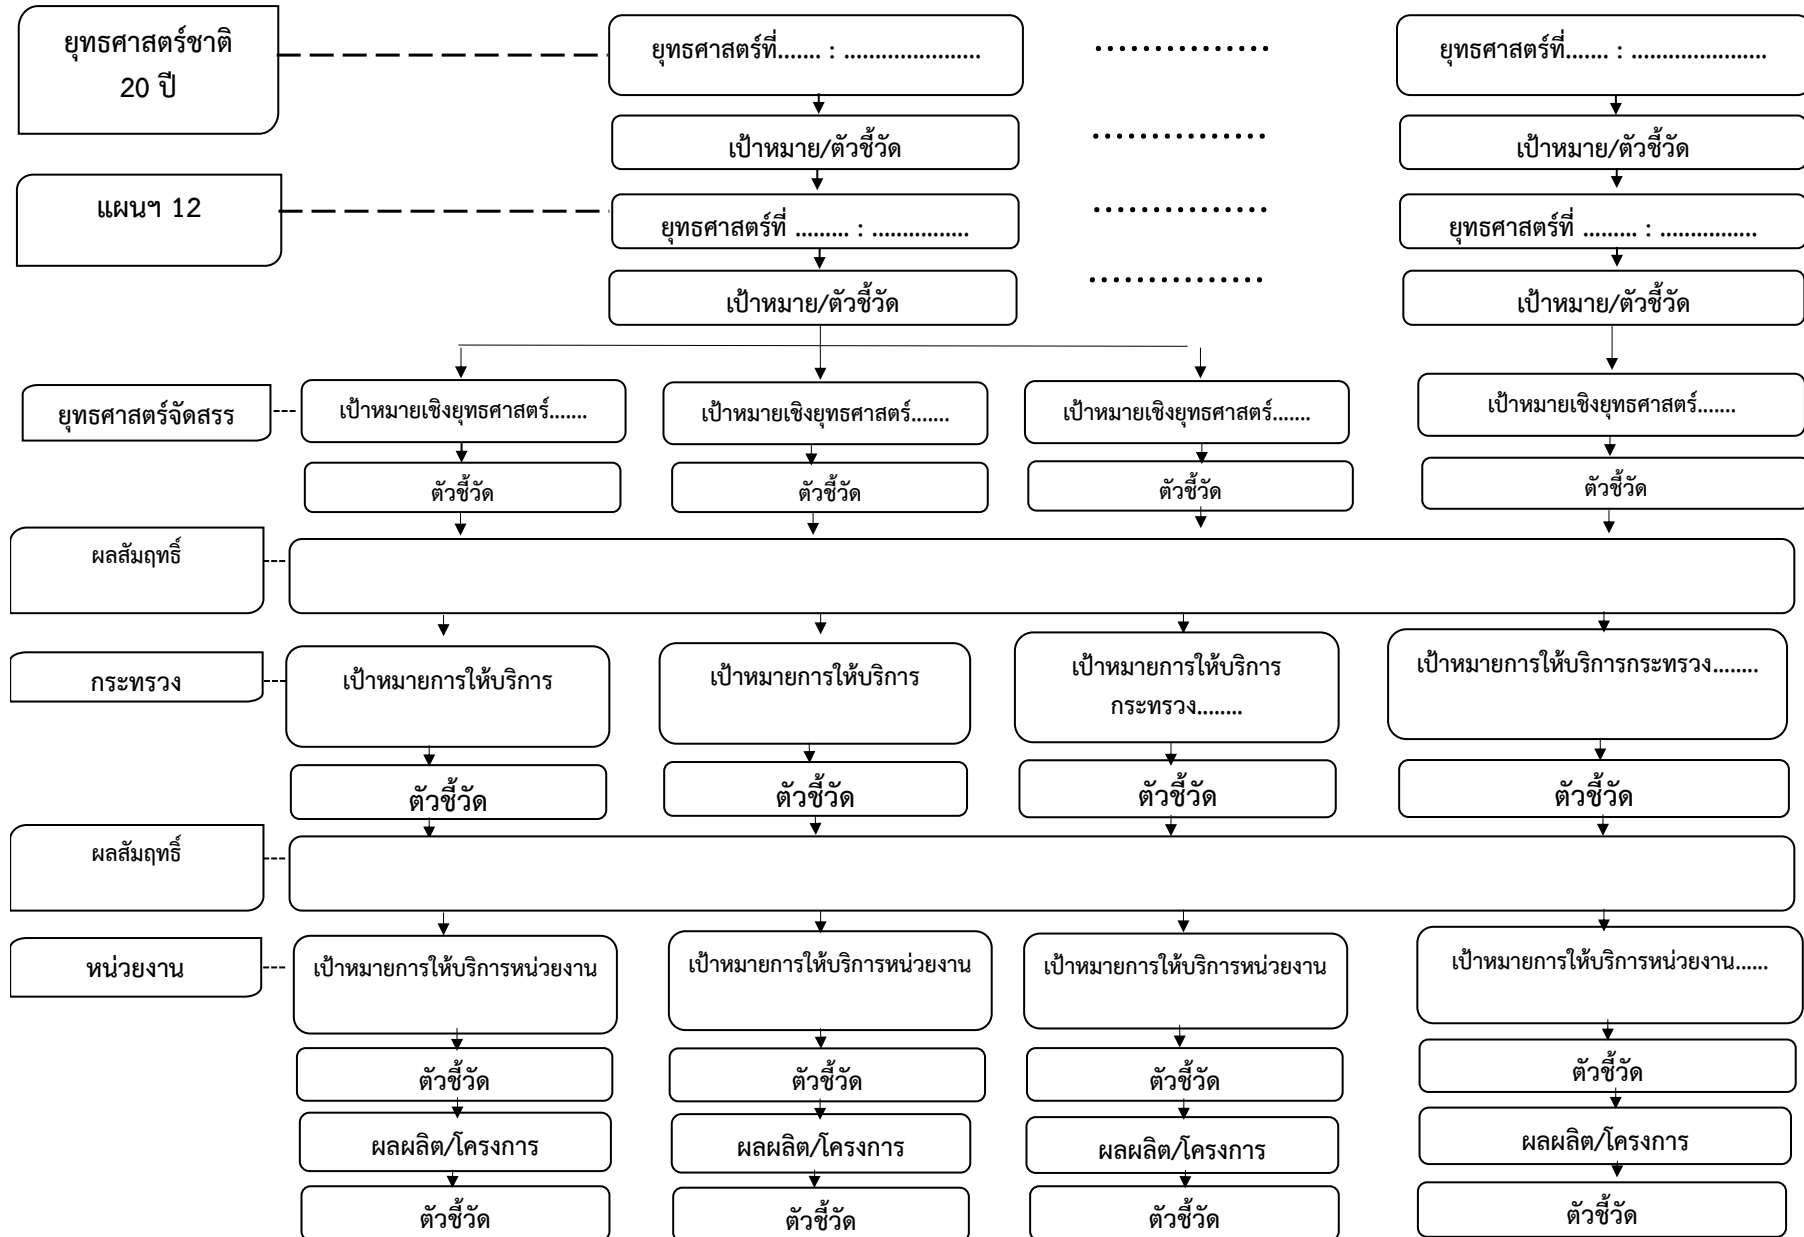 ยุทธศาสตร์ชาติ
20 ปี
ยุทธศาสตร์ที่....... : ......................
...............
ยุทธศาสตร์ที่....... : ......................
เป้าหมาย/ตัวชี้วัด
...............
เป้าหมาย/ตัวชี้วัด
แผนฯ 12
ยุทธศาสตร์ที่ ......... : ................
...............
ยุทธศาสตร์ที่ ......... : ................
เป้าหมาย/ตัวชี้วัด
...............
เป้าหมาย/ตัวชี้วัด
ยุทธศาสตร์จัดสรร
เป้าหมายเชิงยุทธศาสตร์.......
เป้าหมายเชิงยุทธศาสตร์.......
เป้าหมายเชิงยุทธศาสตร์.......
เป้าหมายเชิงยุทธศาสตร์.......
ตัวชี้วัด
ตัวชี้วัด
ตัวชี้วัด
ตัวชี้วัด
ผลสัมฤทธิ์
กระทรวง
เป้าหมายการให้บริการ
เป้าหมายการให้บริการ
เป้าหมายการให้บริการ
กระทรวง........
เป้าหมายการให้บริการกระทรวง........
ตัวชี้วัด
ตัวชี้วัด
ตัวชี้วัด
ตัวชี้วัด
ผลสัมฤทธิ์
หน่วยงาน
เป้าหมายการให้บริการหน่วยงาน
เป้าหมายการให้บริการหน่วยงาน
เป้าหมายการให้บริการหน่วยงาน
เป้าหมายการให้บริการหน่วยงาน......
ตัวชี้วัด
ตัวชี้วัด
ตัวชี้วัด
ตัวชี้วัด
ผลผลิต/โครงการ
ผลผลิต/โครงการ
ผลผลิต/โครงการ
ผลผลิต/โครงการ
ตัวชี้วัด
ตัวชี้วัด
ตัวชี้วัด
ตัวชี้วัด